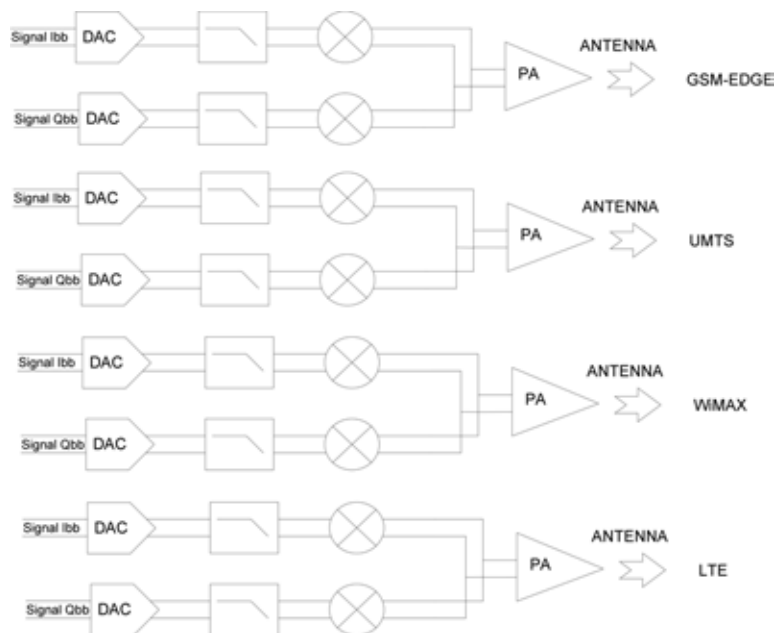 Signal Ibb DAC
ANTENNA
PA
GSM-EDGE
Signal Qbb DAC
Signal Ibb DAC
ANTENNA
PA
UMTS
Signal Qbb DAC
Signal Ibb DAC
ANTENNA
PA
WiMAX
Signal Qbb DAC
Signal Ibb DAC
ANTENNA
PA
LTE
Signal Qbb DAC